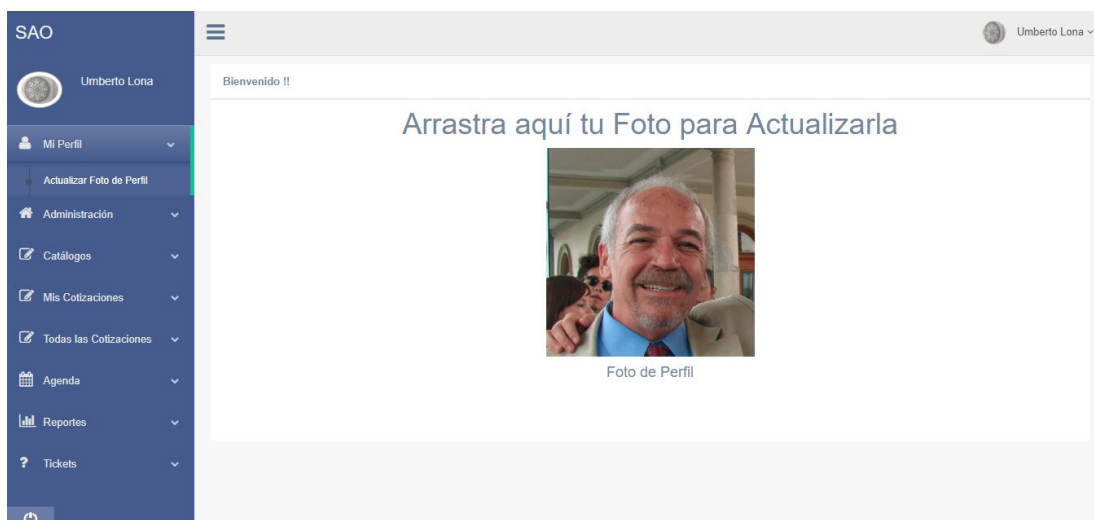 SAO
Umberto Lona
Umberto Lona
Mi Perfil
Actualizar Foto de Perfil
Administración
Catálogos
Mis Cotizaciones
Todas las Cotizaciones
Agenda
Reportes
Tickets
Bienvenido !!
Arrastra aquí tu Foto para Actualizarla
Foto de Perfil